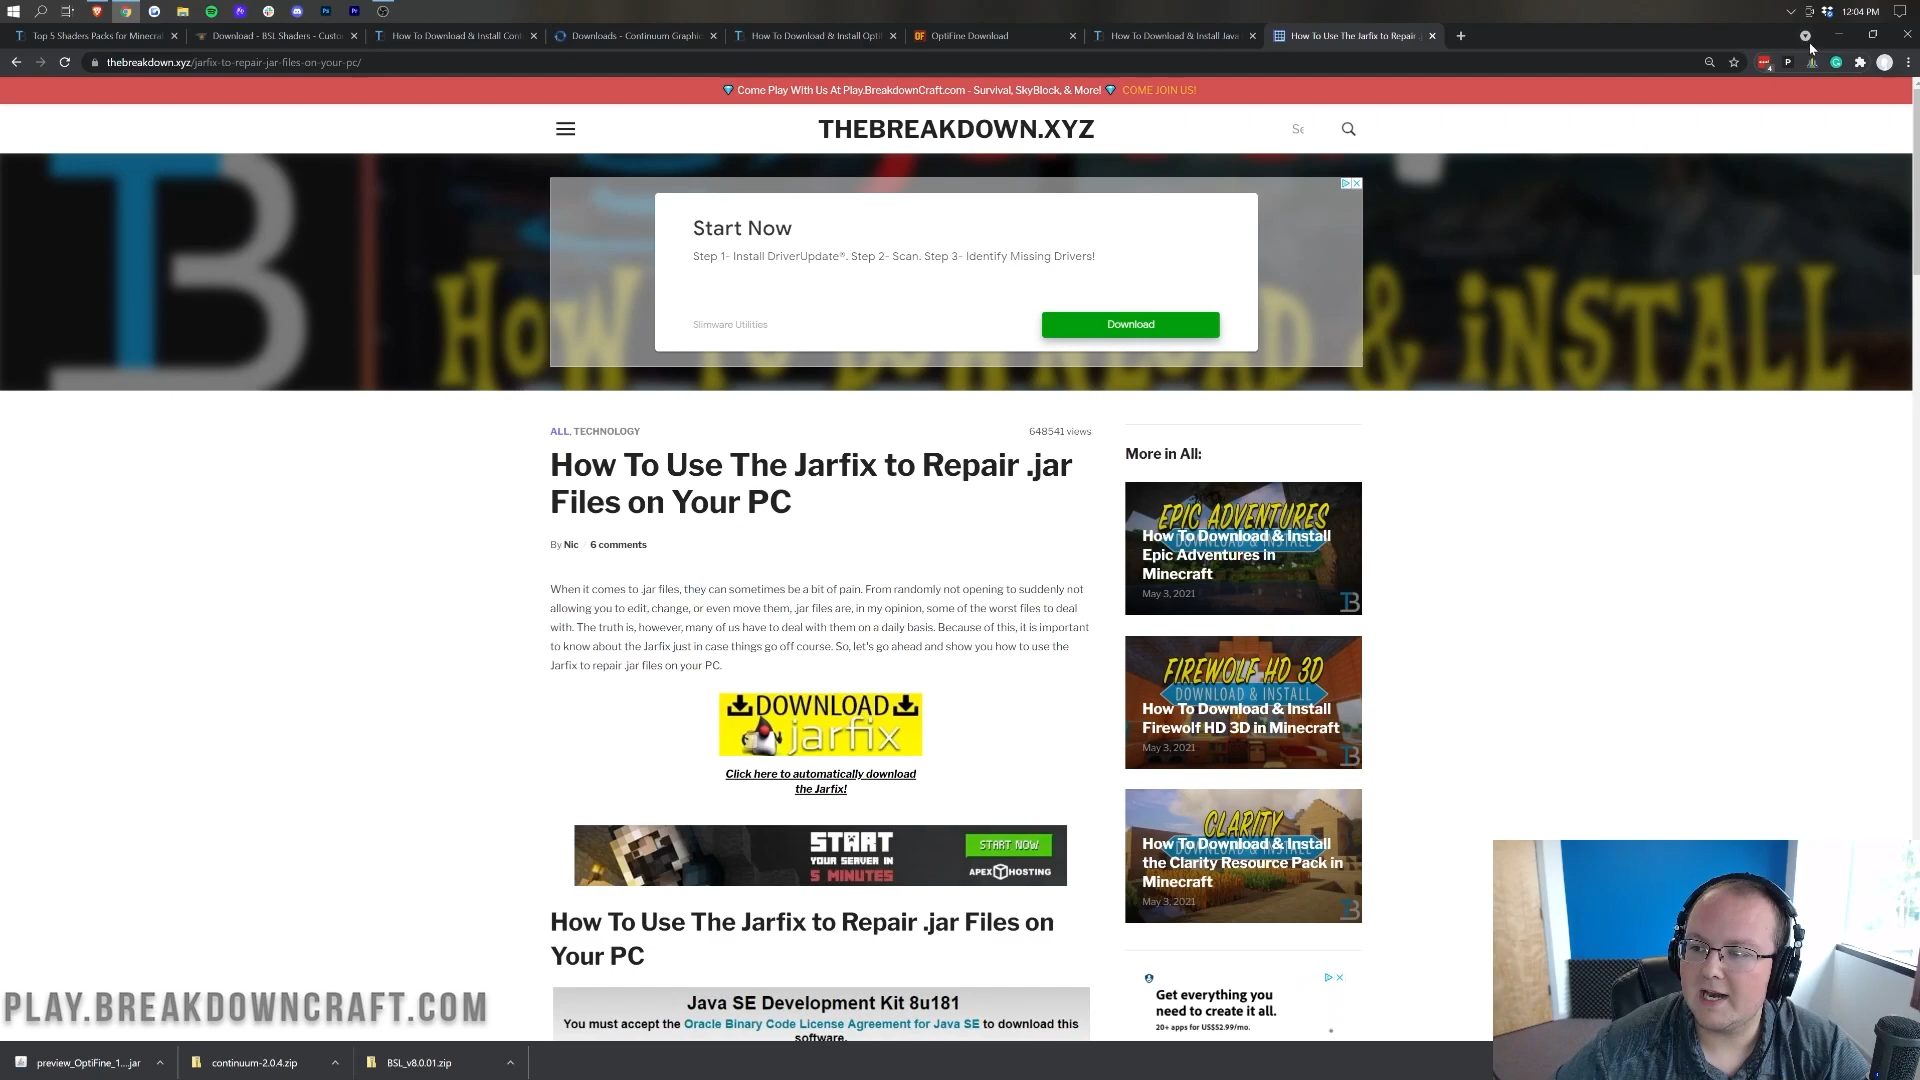 12:04 PM
Top 5 Shaders Packs for Minecraf
Download - BSL Shaders - Custo
How To Download & Install Cont
Downloads - Continuum Graphic
How To Download & Install Opti
OptiFine Download
How To Download & Install Java
How To Use The Jarfix to Repair .
thebreakdown.xyz/jarfix-to-repair-jar-files-on-your-pc/
Come Play With Us At Play.BreakdownCraft.com - Survival, SkyBlock, & More! COME JOIN US!
THEBREAKDOWN.XYZ
Se
HOW TO DOWNLOAD & INSTALL
Start Now
Step 1- Install DriverUpdate®. Step 2- Scan. Step 3- Identify Missing Drivers!
Slimware Utilities
Download
ALL, TECHNOLOGY
648541 views
How To Use The Jarfix to Repair .jar
Files on Your PC
By Nic / 6 comments
When it comes to .jar files, they can sometimes be a bit of pain. From randomly not opening to suddenly not
allowing you to edit, change, or even move them, .jar files are, in my opinion, some of the worst files to deal
with. The truth is, however, many of us have to deal with them on a daily basis. Because of this, it is important
to know about the Jarfix just in case things go off course. So, let's go ahead and show you how to use the
Jarfix to repair .jar files on your PC.
DOWNLOAD
jarfix
Click here to automatically download
the Jarfix!
START
YOUR SERVER IN
5 MINUTES
START NOW
APEX HOSTING
How To Use The Jarfix to Repair .jar Files on
Your PC
Java SE Development Kit 8u181
You must accept the Oracle Binary Code License Agreement for Java SE to download this
software.
More in All:
EPIC ADVENTURES
DOWNLOAD & INSTALL
How To Download & Install
Epic Adventures in
Minecraft
May 3, 2021
FIREWOLF HD 3D
DOWNLOAD & INSTALL
How To Download & Install
Firewolf HD 3D in Minecraft
May 3, 2021
CLARITY
DOWNLOAD & INSTALL
How To Download & Install
the Clarity Resource Pack in
Minecraft
May 3, 2021
Get everything you
need to create it all.
20+ apps for US$52.99/mo.
PLAY.BREAKDOWNCRAFT.COM
preview_OptiFine_1....jar
continuum-2.0.4.zip
BSL_v8.0.01.zip